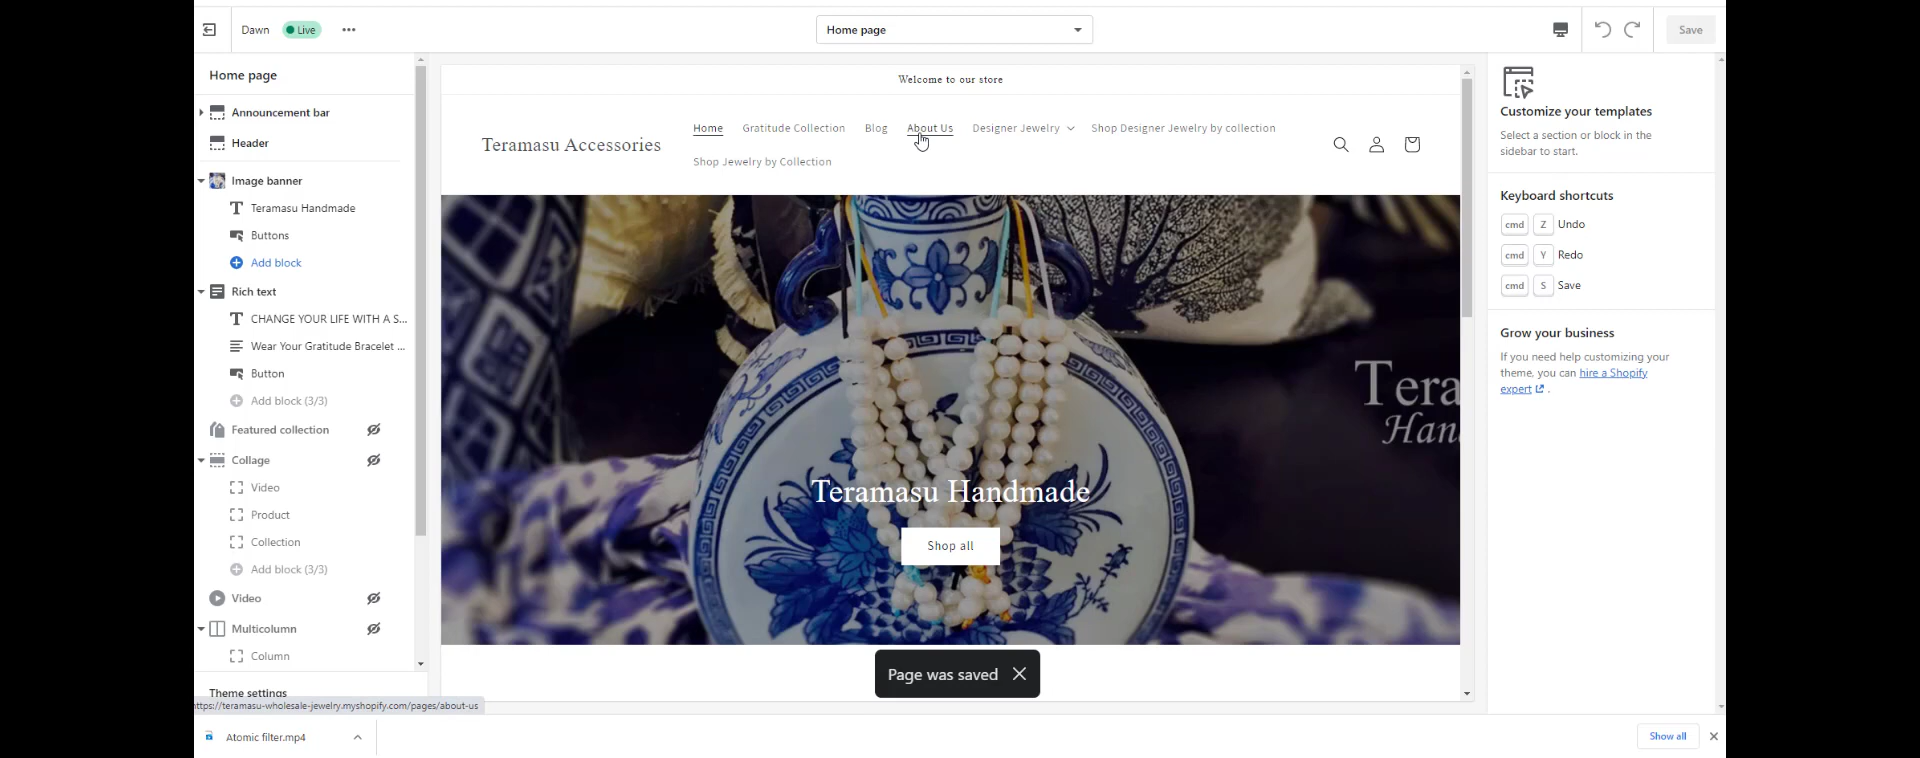 Dawn
Live
Home page
Save
Home page
Announcement bar
Header
Image banner
Teramasu Handmade
Buttons
Add block
Rich text
CHANGE YOUR LIFE WITH A S...
Wear Your Gratitude Bracelet ...
Button
Add block (3/3)
Featured collection
Collage
Video
Product
Collection
Add block (3/3)
Video
Multicolumn
Column
Theme settings
https://teramasu-wholesale-jewelry.myshopify.com/pages/about-us
Welcome to our store
Teramasu Accessories
Home Gratitude Collection Blog About Us Designer Jewelry Shop Designer Jewelry by collection
Shop Jewelry by Collection
Tera
Han
Teramasu Handmade
Shop all
Page was saved
Customize your templates
Select a section or block in the
sidebar to start.
Keyboard shortcuts
cmd Z Undo
cmd Y Redo
cmd S Save
Grow your business
If you need help customizing your
theme, you can hire a Shopify
expert .
Atomic filter.mp4
Show all